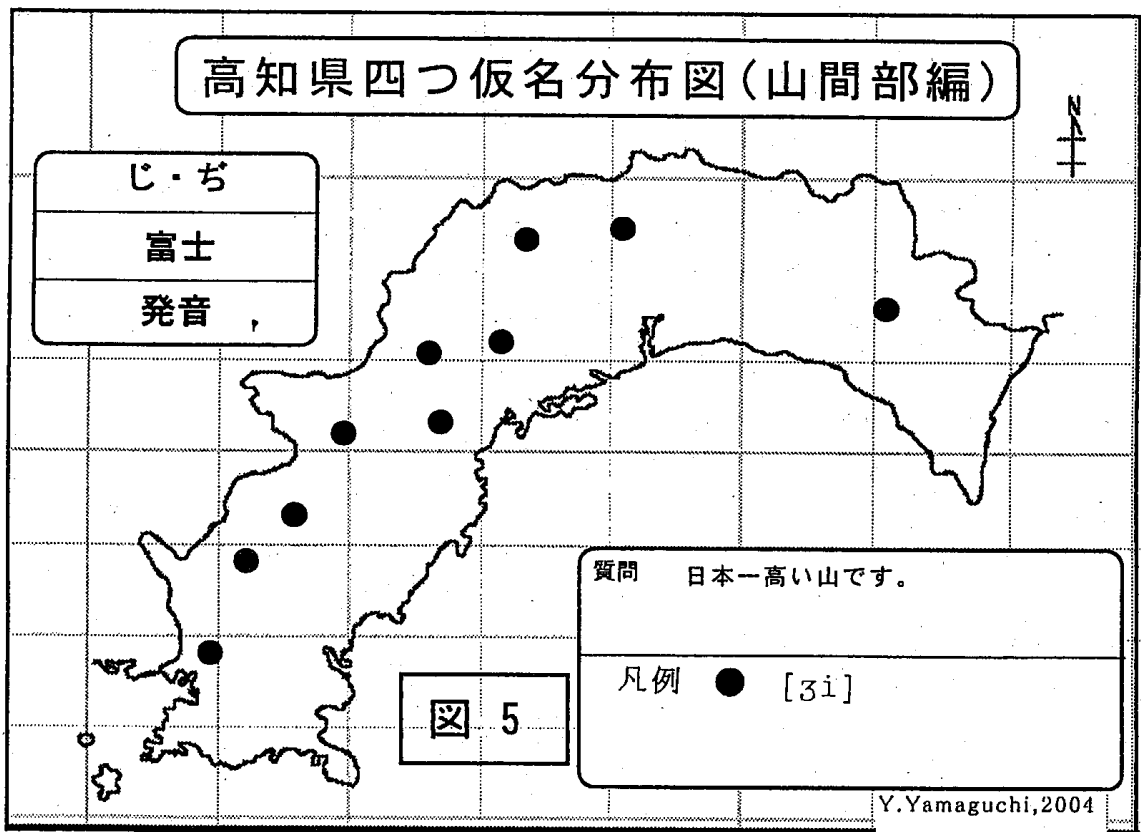 高知県四つ仮名分布図(山間部編)
N
じ・ぢ
富士
発音
質問 日本一高い山です。
凡例 ● [ʒi]
図 5
Y.Yamaguchi,2004